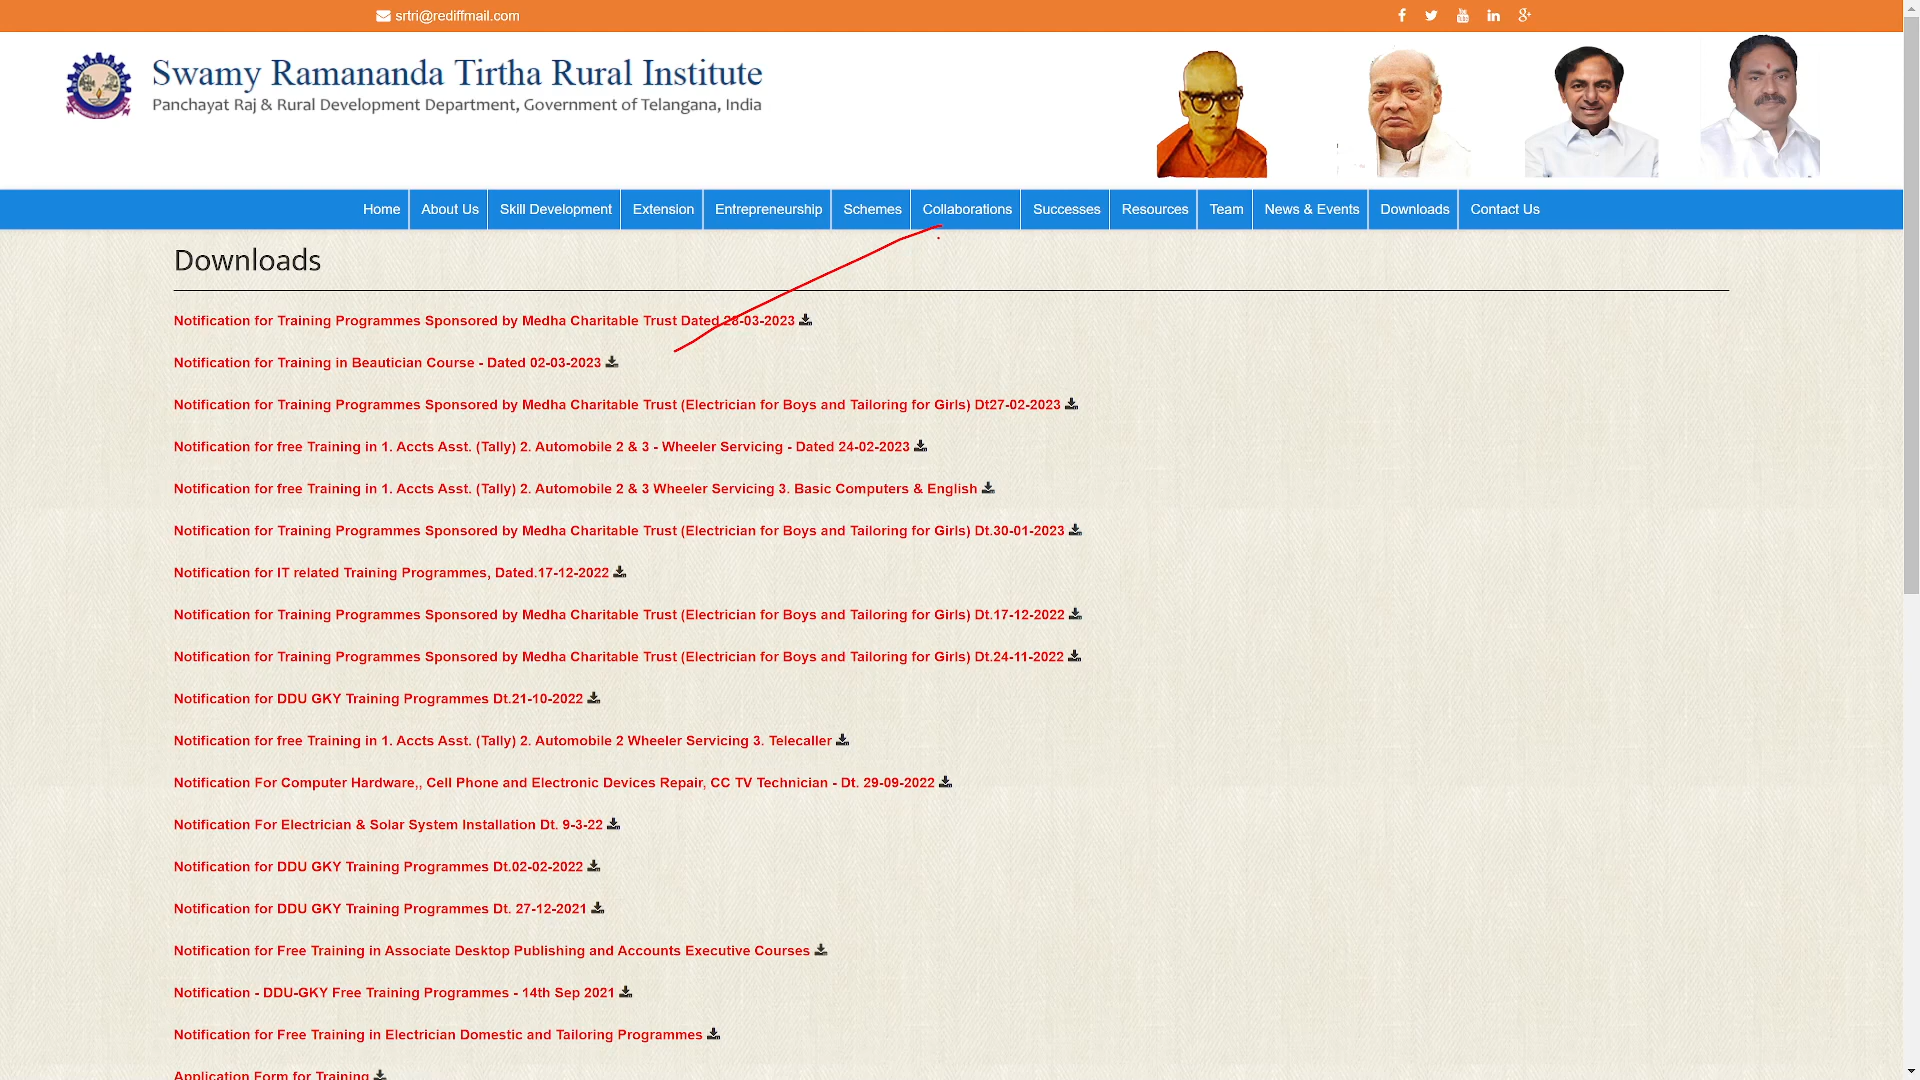 srtri@rediffmail.com
Swamy Ramananda Tirtha Rural Institute
Panchayat Raj & Rural Development Department, Government of Telangana, India
Home About Us Skill Development Extension Entrepreneurship Schemes Collaborations Successes Resources Team News & Events Downloads Contact Us
Downloads
Notification for Training Programmes Sponsored by Medha Charitable Trust Dated 28-03-2023
Notification for Training in Beautician Course - Dated 02-03-2023
Notification for Training Programmes Sponsored by Medha Charitable Trust (Electrician for Boys and Tailoring for Girls) Dt27-02-2023
Notification for free Training in 1. Accts Asst. (Tally) 2. Automobile 2 & 3 - Wheeler Servicing - Dated 24-02-2023
Notification for free Training in 1. Accts Asst. (Tally) 2. Automobile 2 & 3 Wheeler Servicing 3. Basic Computers & English
Notification for Training Programmes Sponsored by Medha Charitable Trust (Electrician for Boys and Tailoring for Girls) Dt.30-01-2023
Notification for IT related Training Programmes, Dated.17-12-2022
Notification for Training Programmes Sponsored by Medha Charitable Trust (Electrician for Boys and Tailoring for Girls) Dt.17-12-2022
Notification for Training Programmes Sponsored by Medha Charitable Trust (Electrician for Boys and Tailoring for Girls) Dt.24-11-2022
Notification for DDU GKY Training Programmes Dt.21-10-2022
Notification for free Training in 1. Accts Asst. (Tally) 2. Automobile 2 Wheeler Servicing 3. Telecaller
Notification For Computer Hardware,, Cell Phone and Electronic Devices Repair, CC TV Technician - Dt. 29-09-2022
Notification For Electrician & Solar System Installation Dt. 9-3-22
Notification for DDU GKY Training Programmes Dt.02-02-2022
Notification for DDU GKY Training Programmes Dt. 27-12-2021
Notification for Free Training in Associate Desktop Publishing and Accounts Executive Courses
Notification - DDU-GKY Free Training Programmes - 14th Sep 2021
Notification for Free Training in Electrician Domestic and Tailoring Programmes
Application Form for Training